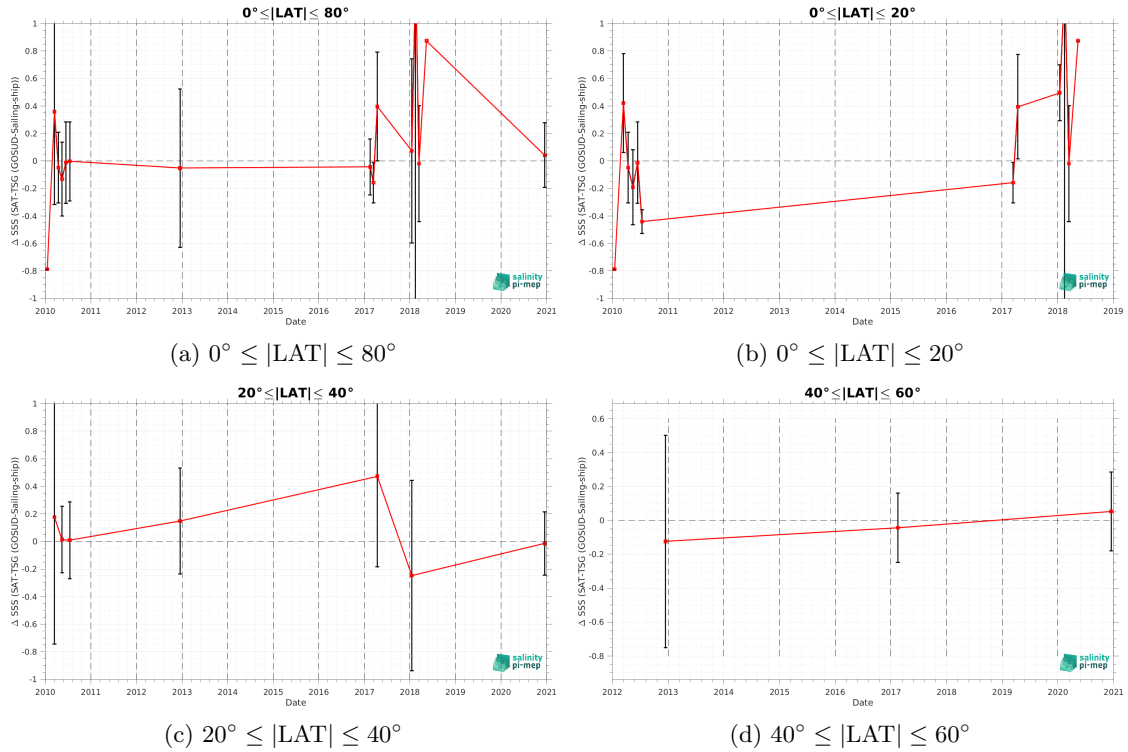 0°≤|LAT|≤ 80°
Δ SSS (SAT-TSG (GOSUD-Sailing-ship))
1
0.8
0.6
0.4
0.2
0
-0.2
-0.4
-0.6
-0.8
-1
2010 2011 2012 2013 2014 2015 2016 2017 2018 2019 2020 2021
Date
salinity
pi-mep
(a) 0° ≤ |LAT| ≤ 80°
0°≤|LAT|≤ 20°
Δ SSS (SAT-TSG (GOSUD-Sailing-ship))
1
0.8
0.6
0.4
0.2
0
-0.2
-0.4
-0.6
-0.8
-1
2010 2011 2012 2013 2014 2015 2016 2017 2018 2019
Date
salinity
pi-mep
(b) 0° ≤ |LAT| ≤ 20°
20°≤|LAT|≤ 40°
Δ SSS (SAT-TSG (GOSUD-Sailing-ship))
1
0.8
0.6
0.4
0.2
0
-0.2
-0.4
-0.6
-0.8
-1
2010 2011 2012 2013 2014 2015 2016 2017 2018 2019 2020 2021
Date
salinity
pi-mep
(c) 20° ≤ |LAT| ≤ 40°
40°≤|LAT|≤ 60°
Δ SSS (SAT-TSG (GOSUD-Sailing-ship))
0.6
0.4
0.2
0
-0.2
-0.4
-0.6
-0.8
2012 2013 2014 2015 2016 2017 2018 2019 2020 2021
Date
salinity
pi-mep
(d) 40° ≤ |LAT| ≤ 60°